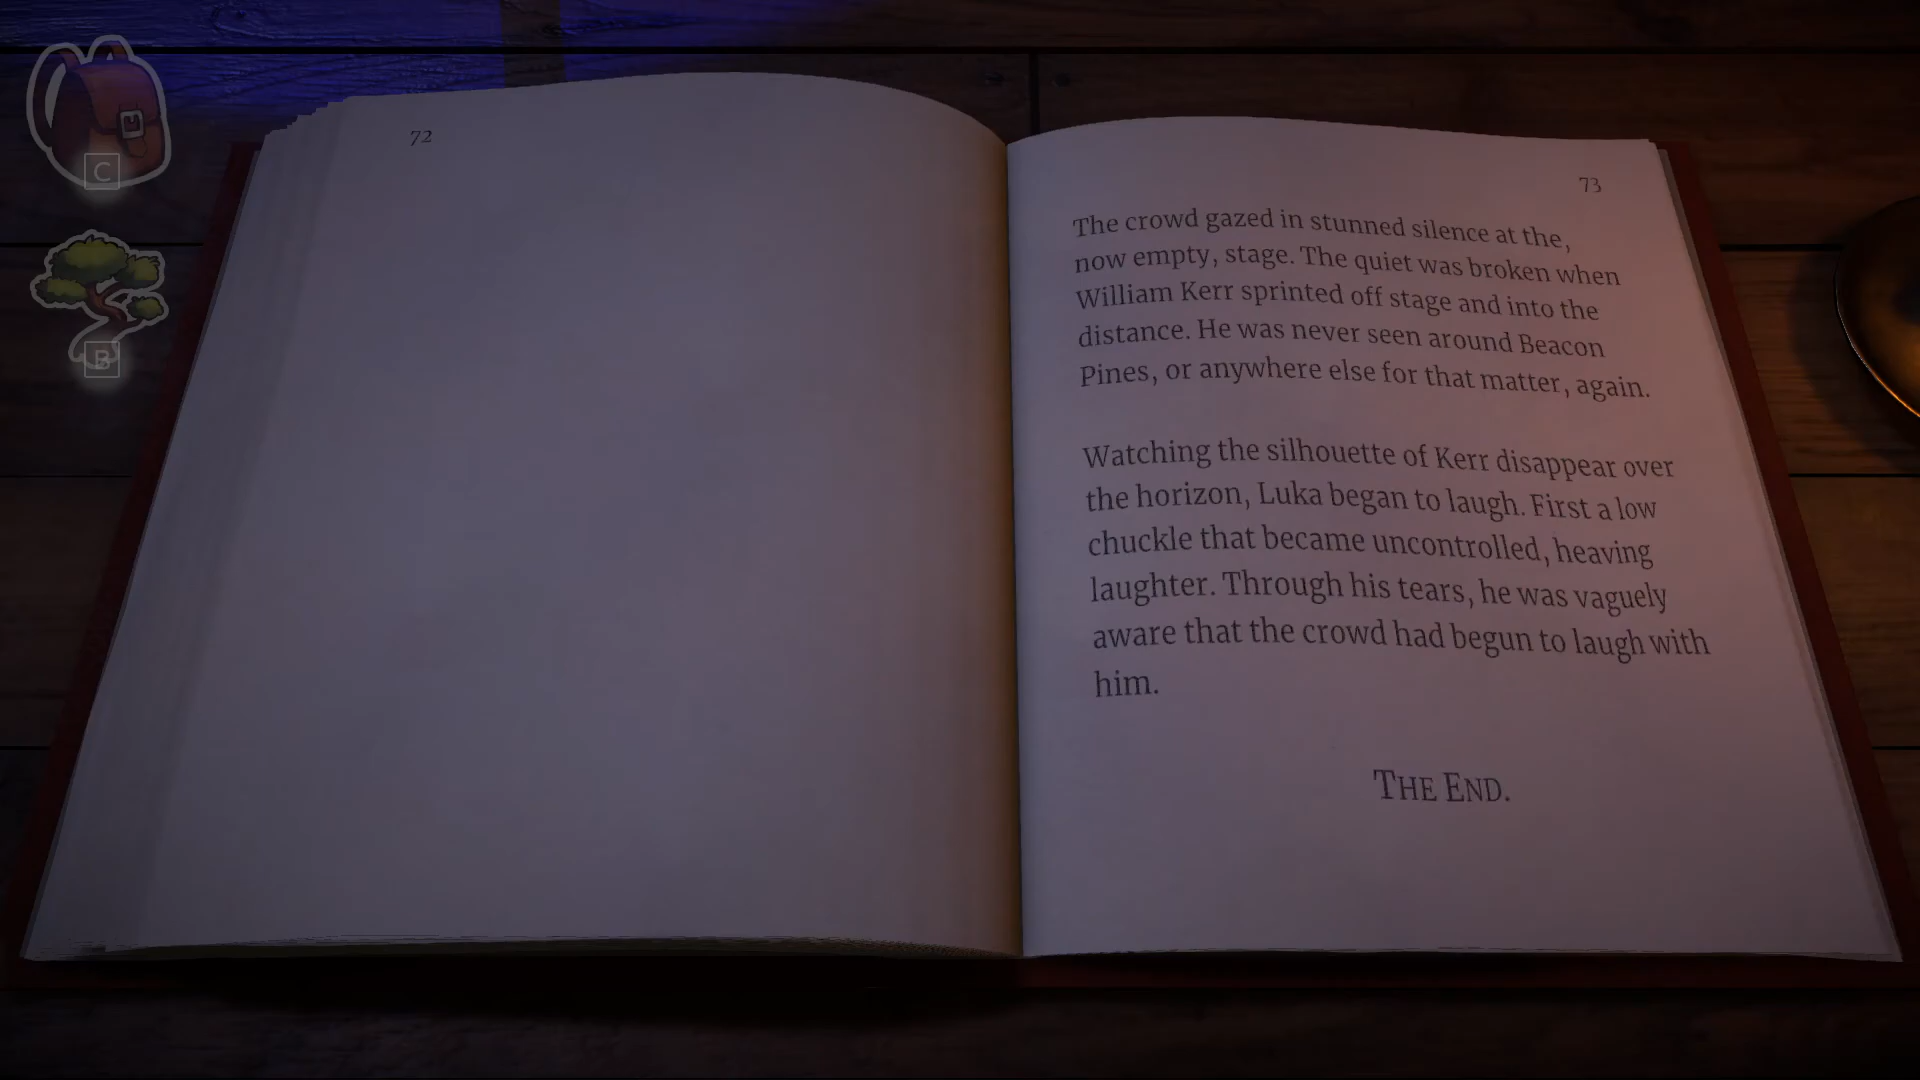 C
B
72
73
The crowd gazed in stunned silence at the,
now empty, stage. The quiet was broken when
William Kerr sprinted off stage and into the
distance. He was never seen around Beacon
Pines, or anywhere else for that matter, again.
Watching the silhouette of Kerr disappear over
the horizon, Luka began to laugh. First a low
chuckle that became uncontrolled, heaving
laughter. Through his tears, he was vaguely
aware that the crowd had begun to laugh with
him.
THE END.